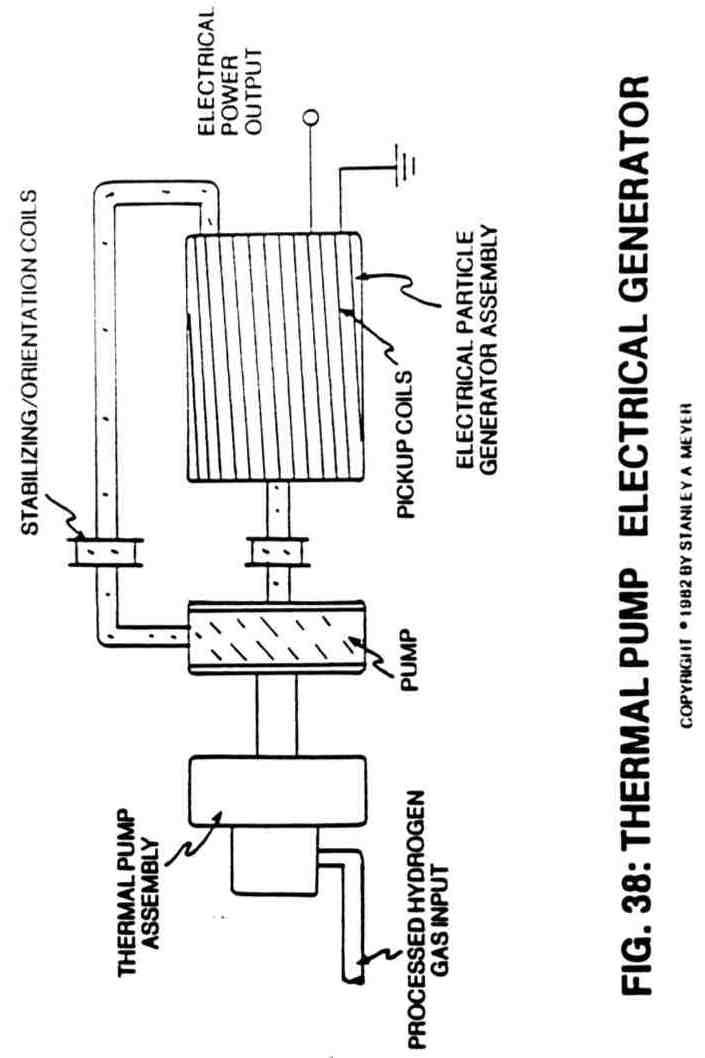 STABILIZING/ORIENTATION COILS
ELECTRICAL
POWER
OUTPUT
THERMAL PUMP
ASSEMBLY
PUMP
PICKUP COILS
ELECTRICAL PARTICLE
GENERATOR ASSEMBLY
PROCESSED HYDROGEN
GAS INPUT
FIG. 38: THERMAL PUMP ELECTRICAL GENERATOR
COPYRIGHT • 1982 BY STANLEY A MEYER